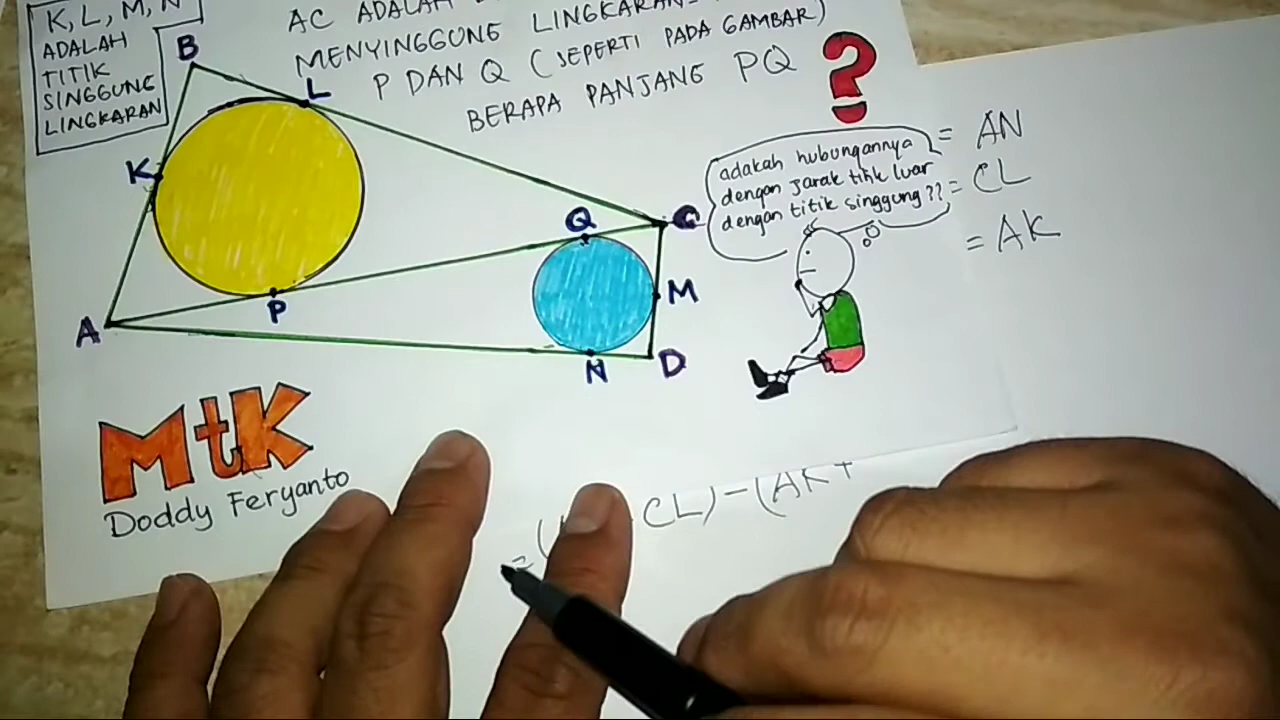 K, L, M, N
ADALAH
TITIK
SINGGUNG
LINGKARAN
AC ADALAH
MENYINGGUNG LINGKARAN
P DAN Q (SEPERTI PADA GAMBAR)
BERAPA PANJANG PQ
?
B
L
K
Q
C
A
P
M
N
D
adakah hubungannya
dengan jarak titik luar
dengan titik singgung??
= AN
= CL
= AK
MtK
Doddy Feryanto
= ( CL) - (AK +